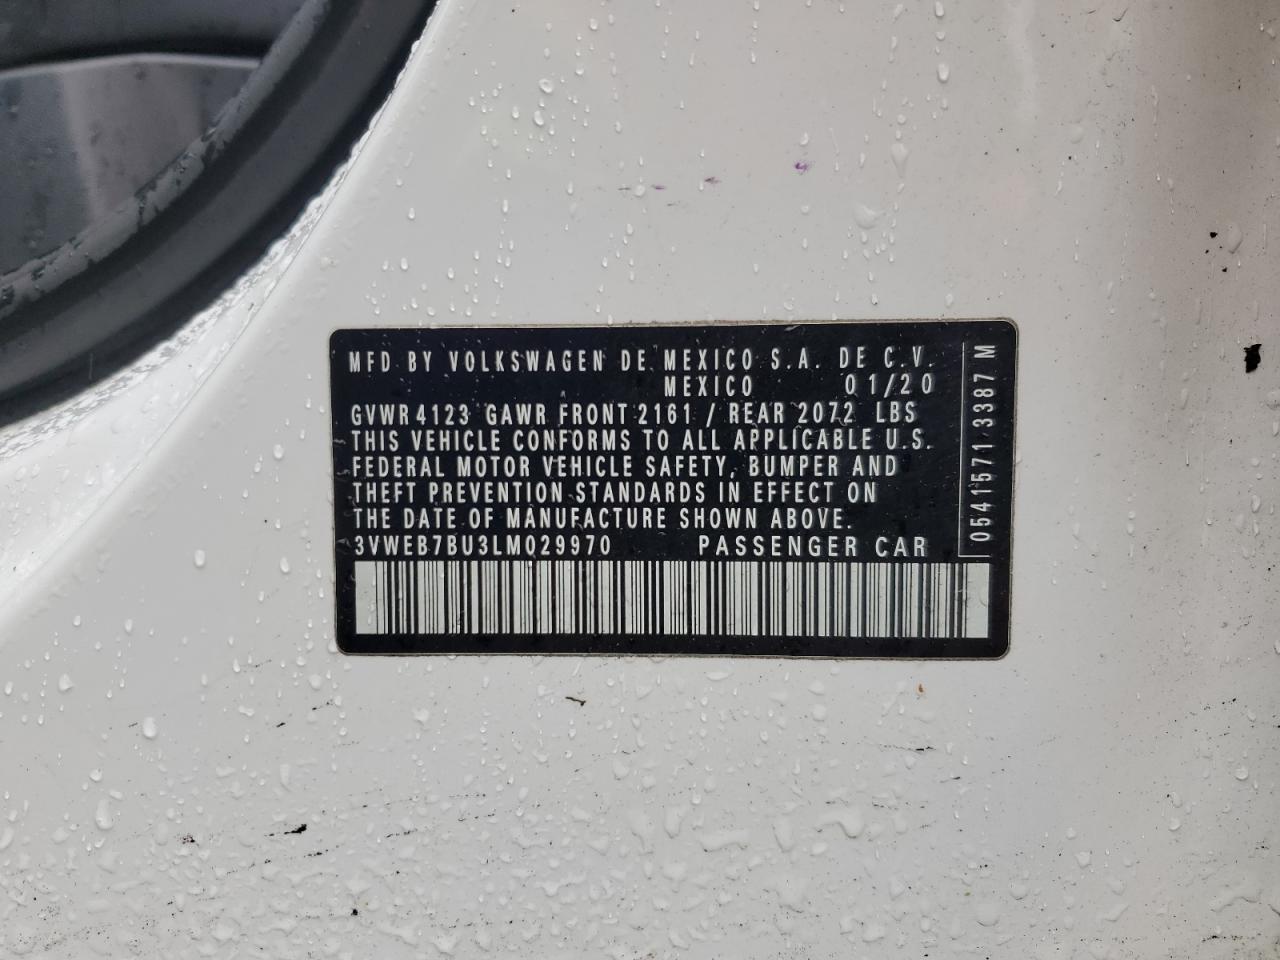 MFD BY VOLKSWAGEN DE MEXICO S.A. DE C.V.
MEXICO 01/20
GVWR 4123 GAWR FRONT 2161 / REAR 2072 LBS
THIS VEHICLE CONFORMS TO ALL APPLICABLE U.S.
FEDERAL MOTOR VEHICLE SAFETY, BUMPER AND
THEFT PREVENTION STANDARDS IN EFFECT ON
THE DATE OF MANUFACTURE SHOWN ABOVE.
3VWEB7BU3LM029970 PASSENGER CAR
0541571 3387 M